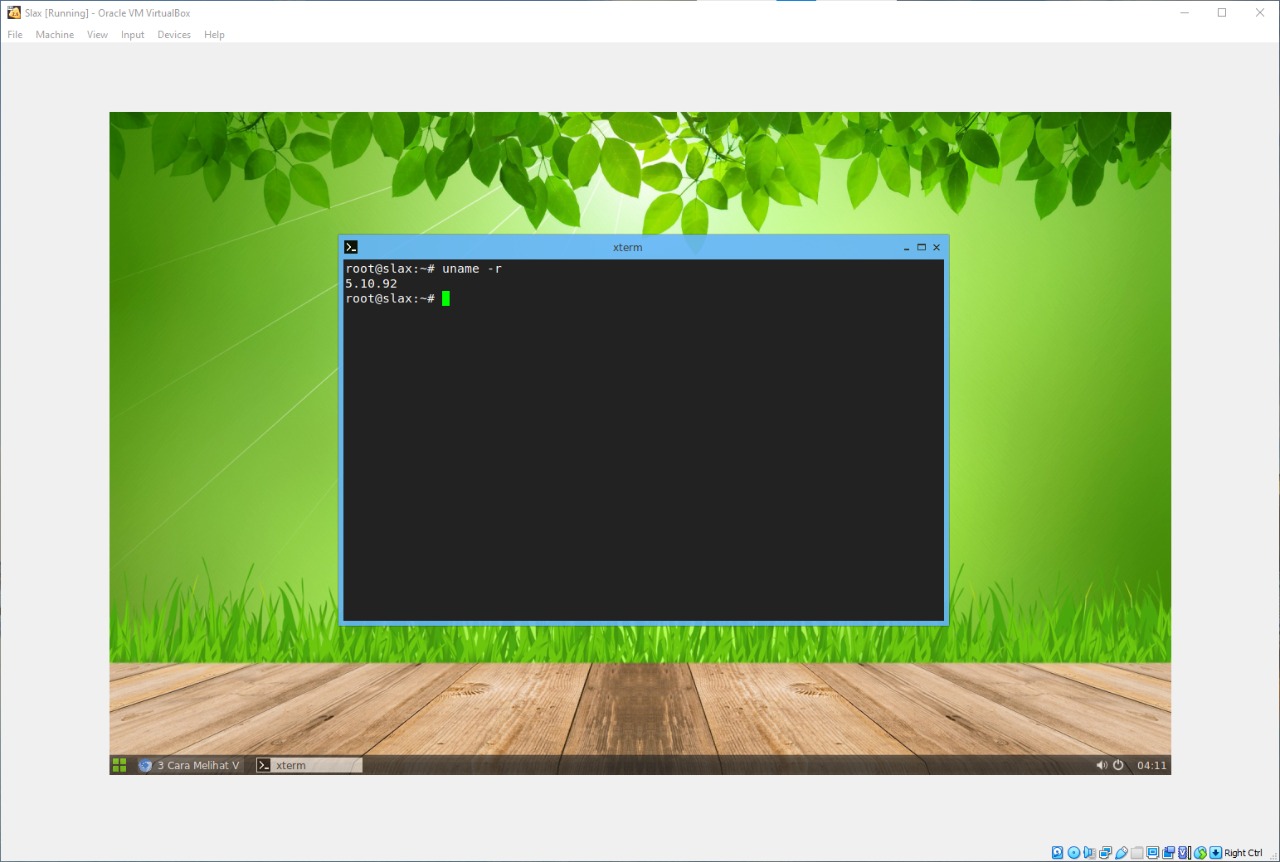 Slax [Running] - Oracle VM VirtualBox
File Machine View Input Devices Help
xterm
root@slax:~# uname -r
5.10.92
root@slax:~#
3 Cara Melihat V xterm 04:11
Right Ctrl